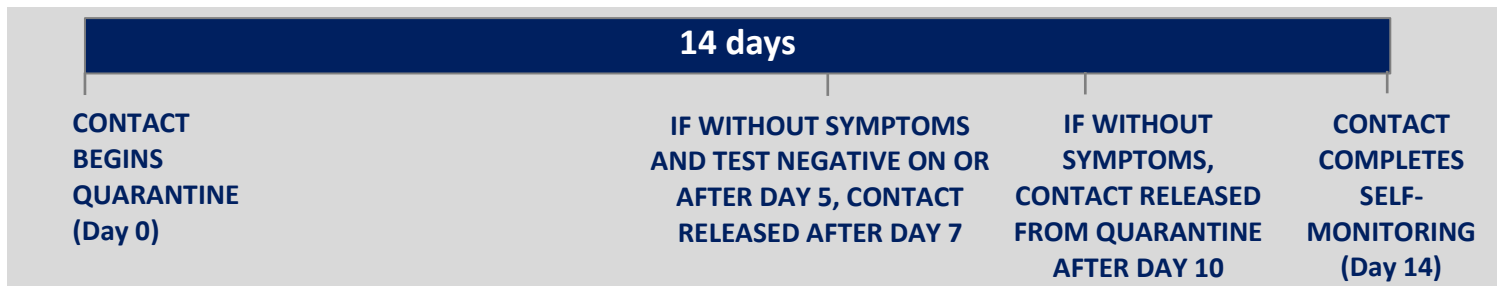 14 days
CONTACT
BEGINS
QUARANTINE
(Day 0)
IF WITHOUT SYMPTOMS
AND TEST NEGATIVE ON OR
AFTER DAY 5, CONTACT
RELEASED AFTER DAY 7
IF WITHOUT
SYMPTOMS,
CONTACT RELEASED
FROM QUARANTINE
AFTER DAY 10
CONTACT
COMPLETES
SELF-
MONITORING
(Day 14)